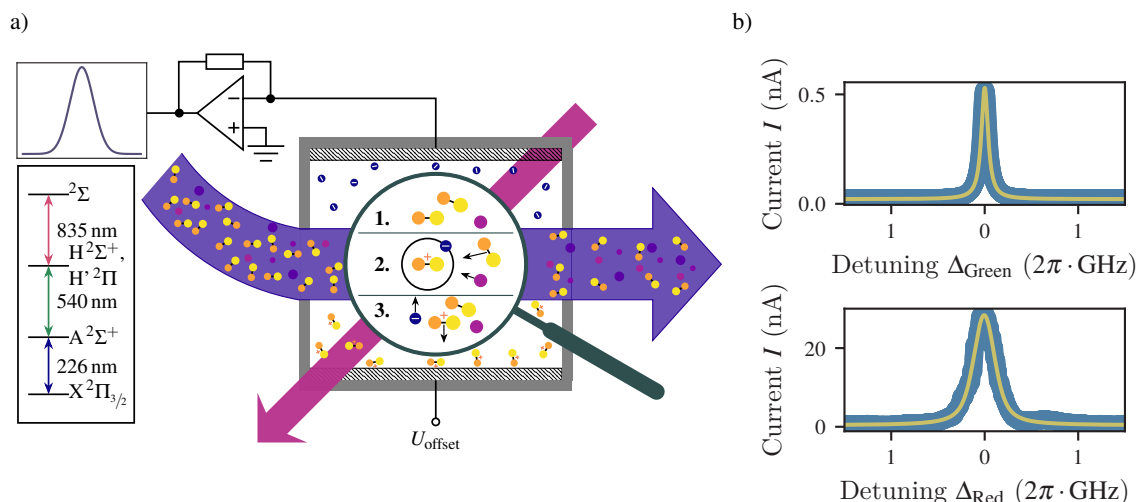 a)
²Σ
835 nm
H ²Σ⁺,
H' ²Π
540 nm
A ²Σ⁺
226 nm
X ²Π₃/₂
−
+
1.
2.
3.
U_offset
b)
Current I (nA)
0.5
0.0
1 0 1
Detuning Δ_Green (2π · GHz)
Current I (nA)
20
0
1 0 1
Detuning Δ_Red (2π · GHz)